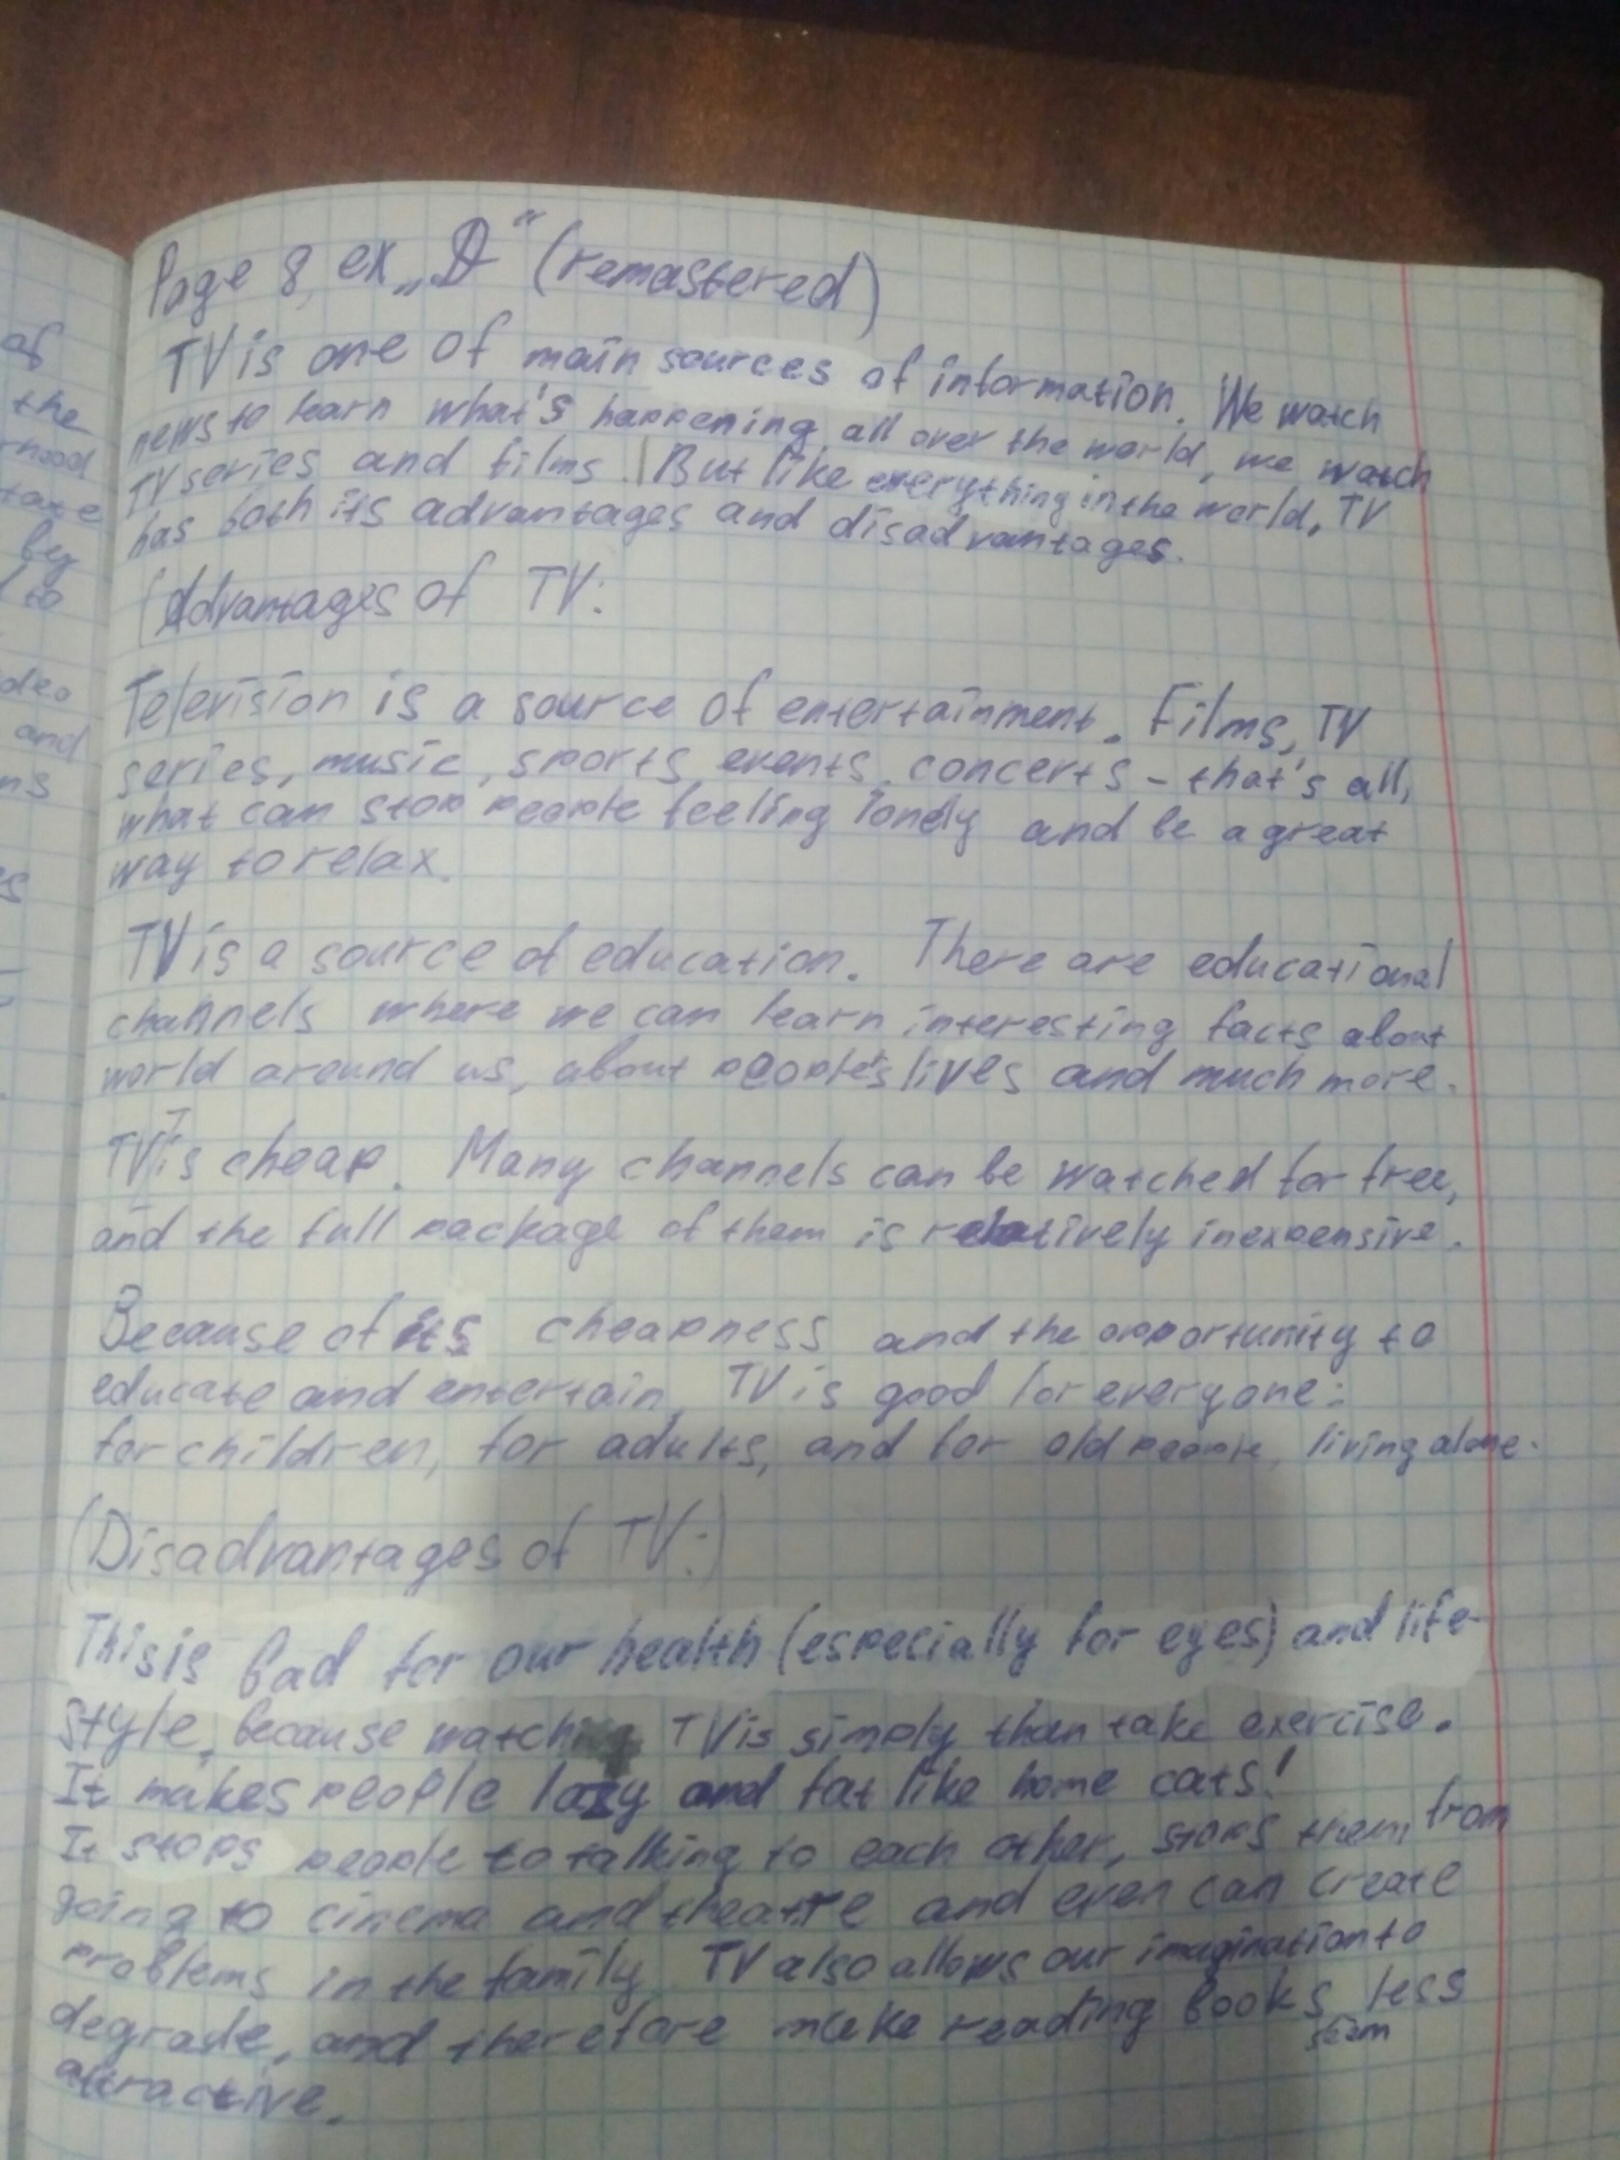 Page 8, ex „D“ (remastered)
TV is one of main sources of information. We watch
news to learn what's happening all over the world, we watch
TV series and films. But like everything in the world, TV
has both its advantages and disadvantages.
(Advantages of TV:
Television is a source of entertainment. Films, TV
series, music, sports, events, concerts - that's all,
what can stop people feeling lonely and be a great
way to relax.
TV is a source of education. There are educational
channels where we can learn interesting facts about
world around us, about people's lives and much more.
TV is cheap. Many channels can be watched for free,
and the full package of them is relatively inexpensive.
Because of its cheapness and the opportunity to
educate and entertain, TV is good for everyone:
for children, for adults, and for old people, living alone.
(Disadvantages of TV:)
This is bad for our health (especially for eyes) and life-
style, because watching TV is simply than take exercise.
It makes people lazy and fat like home cats!
It stops people to talking to each other, stops them from
going to cinema and theatre and even can create
problems in the family. TV also allows our imagination to
degrade, and therefore make reading books less
seem
attractive.
of
the
take
by
to
and